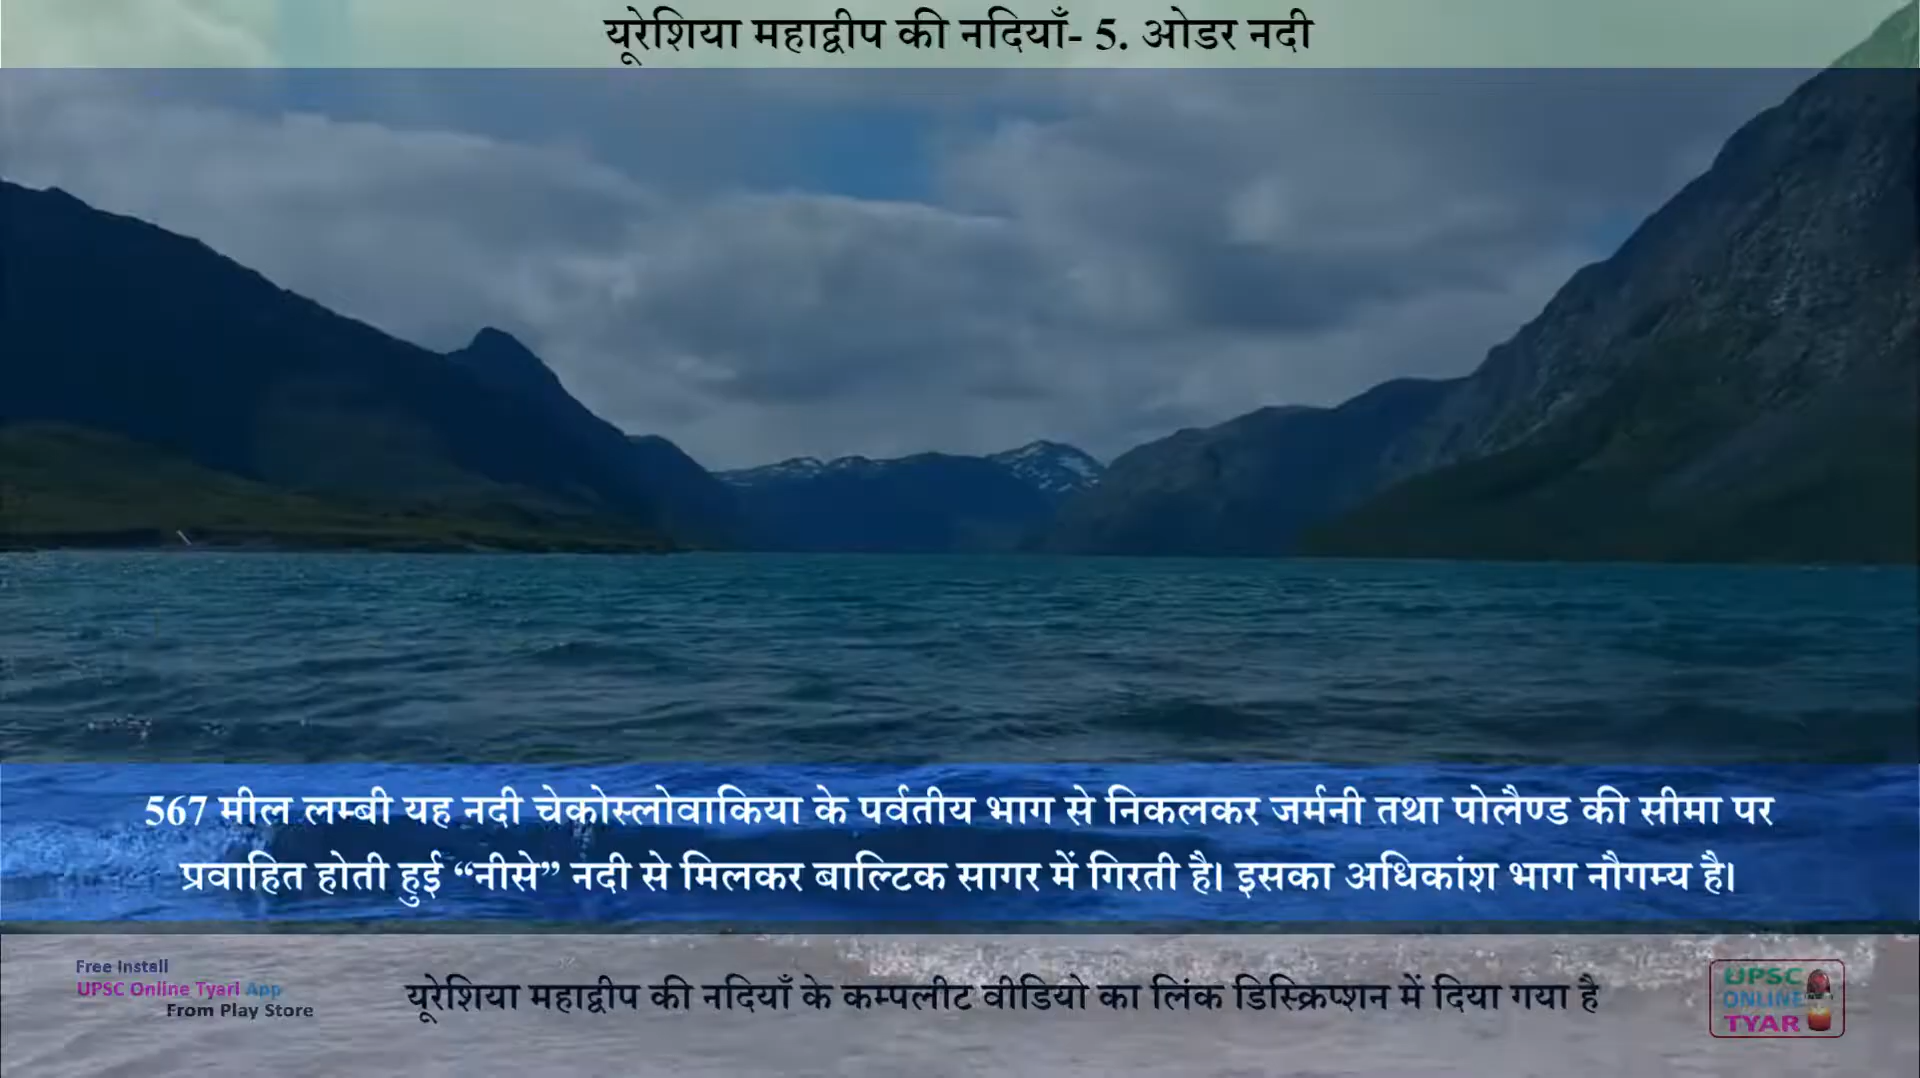 यूरेशिया महाद्वीप की नदियाँ- 5. ओडर नदी
567 मील लम्बी यह नदी चेकोस्लोवाकिया के पर्वतीय भाग से निकलकर जर्मनी तथा पोलैण्ड की सीमा पर
प्रवाहित होती हुई “नीसे” नदी से मिलकर बाल्टिक सागर में गिरती है। इसका अधिकांश भाग नौगम्य है।
Free Install
UPSC Online Tyari App
From Play Store
यूरेशिया महाद्वीप की नदियाँ के कम्पलीट वीडियो का लिंक डिस्क्रिप्शन में दिया गया है
UPSC
ONLINE
TYAR